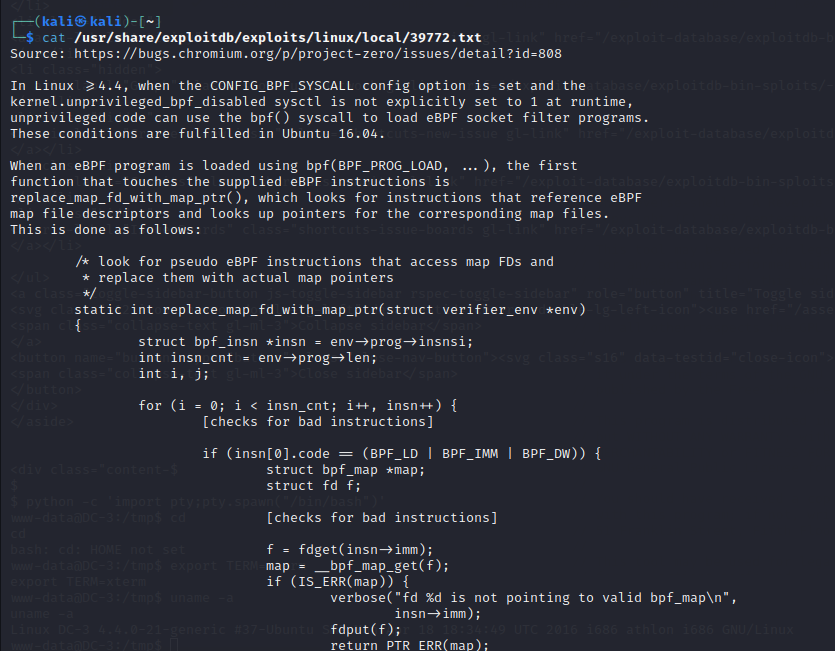 ┌──(kali㉿kali)-[~]
└─$ cat /usr/share/exploitdb/exploits/linux/local/39772.txt
Source: https://bugs.chromium.org/p/project-zero/issues/detail?id=808
In Linux >=4.4, when the CONFIG_BPF_SYSCALL config option is set and the
kernel.unprivileged_bpf_disabled sysctl is not explicitly set to 1 at runtime,
unprivileged code can use the bpf() syscall to load eBPF socket filter programs.
These conditions are fulfilled in Ubuntu 16.04.
When an eBPF program is loaded using bpf(BPF_PROG_LOAD, ...), the first
function that touches the supplied eBPF instructions is
replace_map_fd_with_map_ptr(), which looks for instructions that reference eBPF
map file descriptors and looks up pointers for the corresponding map files.
This is done as follows:
/* look for pseudo eBPF instructions that access map FDs and
* replace them with actual map pointers
*/
static int replace_map_fd_with_map_ptr(struct verifier_env *env)
{
struct bpf_insn *insn = env->prog->insnsi;
int insn_cnt = env->prog->len;
int i, j;
for (i = 0; i < insn_cnt; i++, insn++) {
[checks for bad instructions]
if (insn[0].code == (BPF_LD | BPF_IMM | BPF_DW)) {
struct bpf_map *map;
struct fd f;
[checks for bad instructions]
f = fdget(insn->imm);
map = __bpf_map_get(f);
if (IS_ERR(map)) {
verbose("fd %d is not pointing to valid bpf_map\n",
insn->imm);
fdput(f);
return PTR_ERR(map);